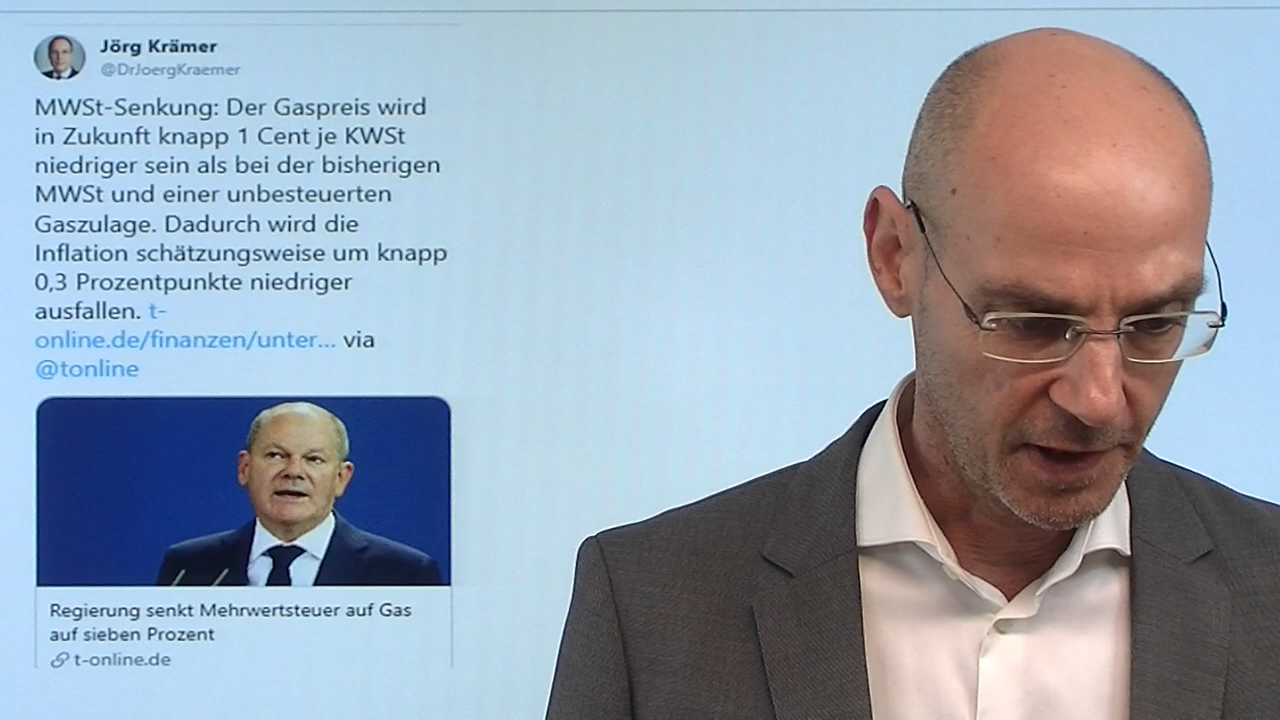 Jörg Krämer
@DrJoergKraemer
MWSt-Senkung: Der Gaspreis wird
in Zukunft knapp 1 Cent je KWSt
niedriger sein als bei der bisherigen
MWSt und einer unbesteuerten
Gaszulage. Dadurch wird die
Inflation schätzungsweise um knapp
0,3 Prozentpunkte niedriger
ausfallen. t-
online.de/finanzen/unter... via
@tonline
Regierung senkt Mehrwertsteuer auf Gas
auf sieben Prozent
t-online.de